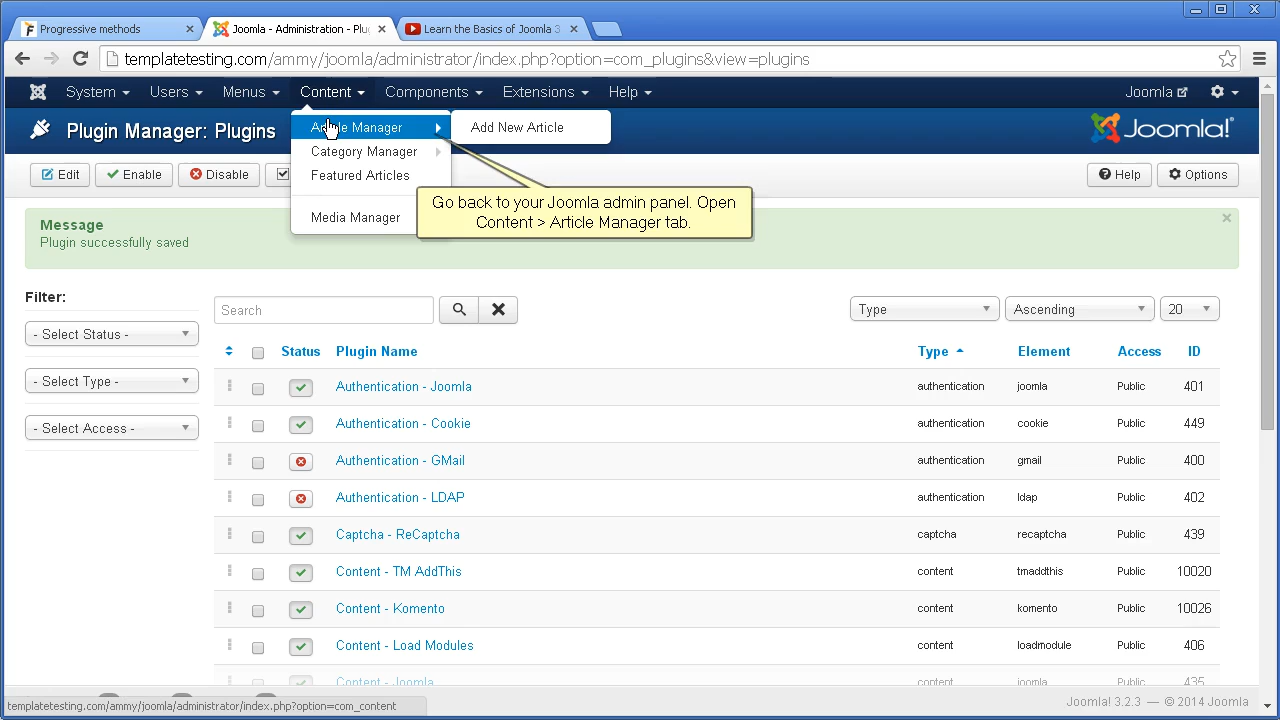 Progressive methods
Joomla - Administration - Plu
Learn the Basics of Joomla 3
templatetesting.com/ammy/joomla/administrator/index.php?option=com_plugins&view=plugins
System Users Menus Content Components Extensions Help Joomla
Plugin Manager: Plugins
Joomla!
Article Manager
Add New Article
Category Manager
Featured Articles
Media Manager
Edit Enable Disable Help Options
Go back to your Joomla admin panel. Open
Content > Article Manager tab.
Message
Plugin successfully saved
Filter:
- Select Status -
- Select Type -
- Select Access -
Search
Type Ascending 20
Status Plugin Name Type Element Access ID
Authentication - Joomla authentication joomla Public 401
Authentication - Cookie authentication cookie Public 449
Authentication - GMail authentication gmail Public 400
Authentication - LDAP authentication ldap Public 402
Captcha - ReCaptcha captcha recaptcha Public 439
Content - TM AddThis content tmaddthis Public 10020
Content - Komento content komento Public 10026
Content - Load Modules content loadmodule Public 406
Content - Joomla content joomla Public 435
templatetesting.com/ammy/joomla/administrator/index.php?option=com_content
Joomla! 3.2.3 — © 2014 Joomla